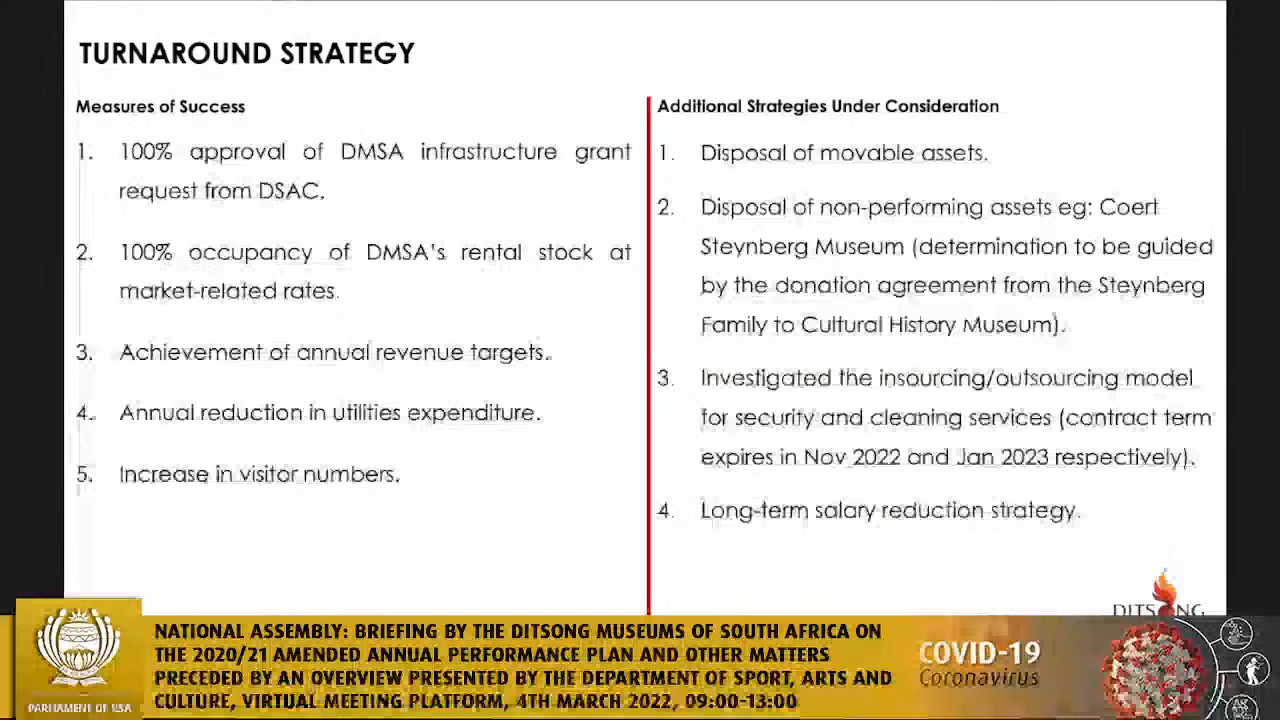 TURNAROUND STRATEGY
Measures of Success
1. 100% approval of DMSA infrastructure grant
request from DSAC.
2. 100% occupancy of DMSA's rental stock at
market-related rates.
3. Achievement of annual revenue targets.
4. Annual reduction in utilities expenditure.
5. Increase in visitor numbers.
Additional Strategies Under Consideration
1. Disposal of movable assets.
2. Disposal of non-performing assets eg: Coert
Steynberg Museum (determination to be guided
by the donation agreement from the Steynberg
Family to Cultural History Museum).
3. Investigated the insourcing/outsourcing model
for security and cleaning services (contract term
expires in Nov 2022 and Jan 2023 respectively).
4. Long-term salary reduction strategy.
DITSONG
NATIONAL ASSEMBLY: BRIEFING BY THE DITSONG MUSEUMS OF SOUTH AFRICA ON
THE 2020/21 AMENDED ANNUAL PERFORMANCE PLAN AND OTHER MATTERS
PRECEDED BY AN OVERVIEW PRESENTED BY THE DEPARTMENT OF SPORT, ARTS AND
CULTURE, VIRTUAL MEETING PLATFORM, 4TH MARCH 2022, 09:00-13:00
PARLIAMENT OF RSA
COVID-19
Coronavirus